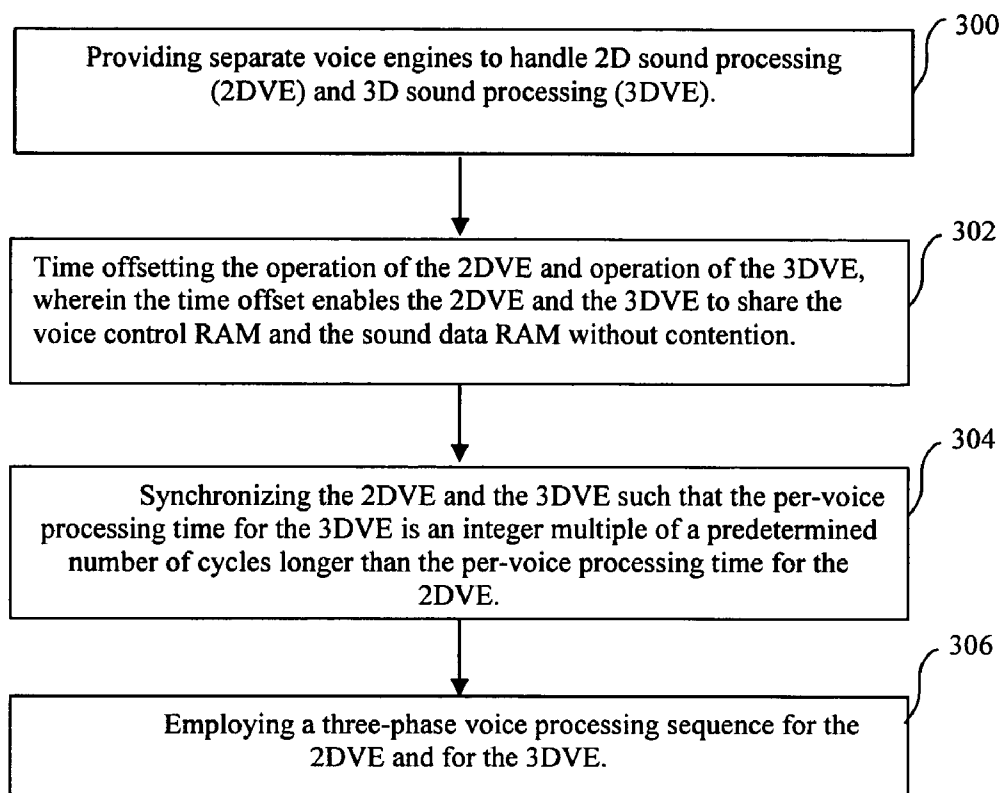 300
Providing separate voice engines to handle 2D sound processing
(2DVE) and 3D sound processing (3DVE).
302
Time offsetting the operation of the 2DVE and operation of the 3DVE,
wherein the time offset enables the 2DVE and the 3DVE to share the
voice control RAM and the sound data RAM without contention.
304
Synchronizing the 2DVE and the 3DVE such that the per-voice
processing time for the 3DVE is an integer multiple of a predetermined
number of cycles longer than the per-voice processing time for the
2DVE.
306
Employing a three-phase voice processing sequence for the
2DVE and for the 3DVE.